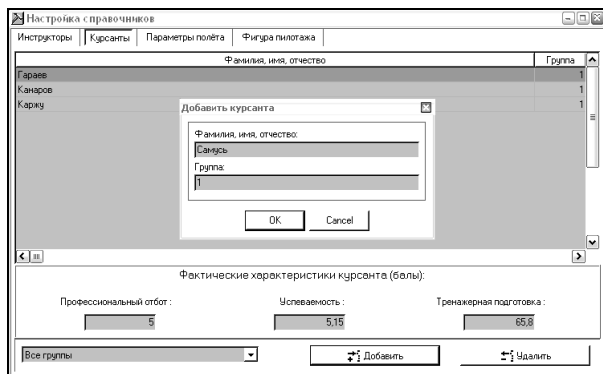 Настройка справочников
Инструкторы Курсанты Параметры полёта Фигура пилотажа
Фамилия, имя, отчество Группа
Гараев 1
Канаров 1
Каржу 1
Добавить курсанта
Фамилия, имя, отчество:
Самусь
Группа:
1
OK Cancel
Фактические характеристики курсанта (балы):
Профессиональный отбот : Успеваемость : Тренажерная подготовка :
5 5,15 65,8
Все группы Добавить Удалить